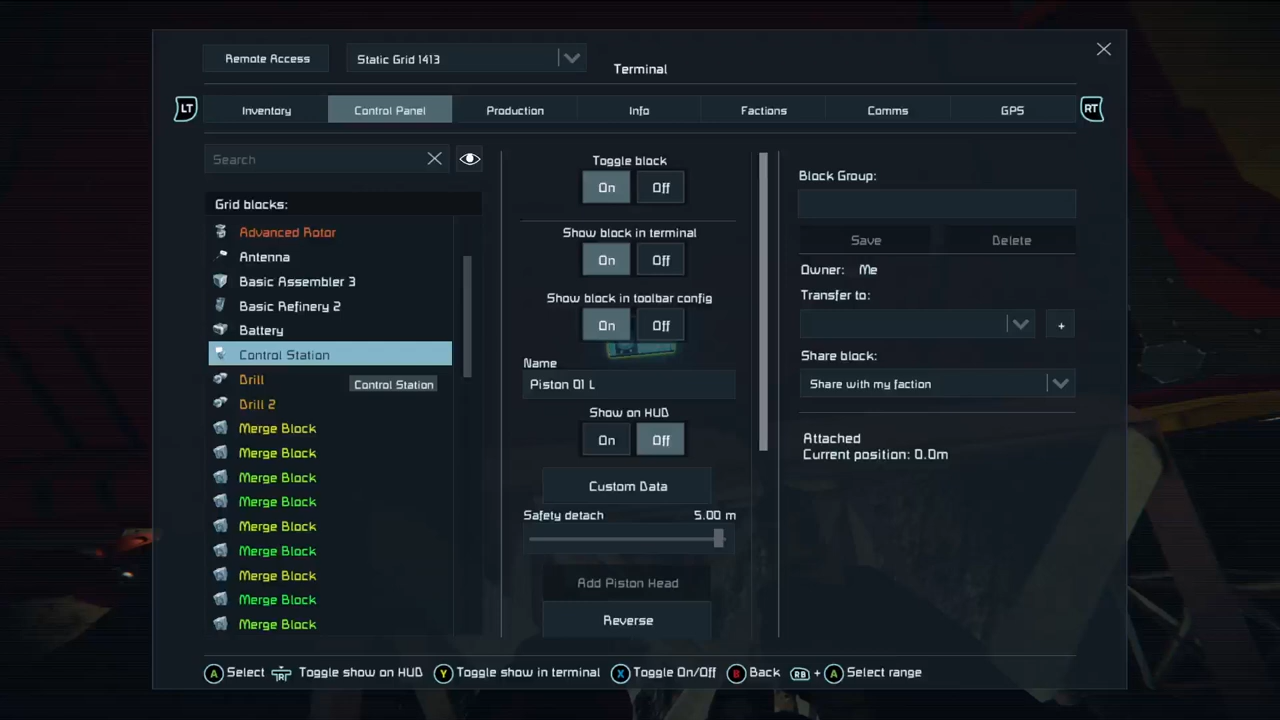 Remote Access
Static Grid 1413
Terminal
LT
Inventory
Control Panel
Production
Info
Factions
Comms
GPS
RT
Search
Grid blocks:
Advanced Rotor
Antenna
Basic Assembler 3
Basic Refinery 2
Battery
Control Station
Drill
Control Station
Drill 2
Merge Block
Merge Block
Merge Block
Merge Block
Merge Block
Merge Block
Merge Block
Merge Block
Merge Block
Toggle block
On Off
Show block in terminal
On Off
Show block in toolbar config
On Off
Name
Piston 01 L
Show on HUD
On Off
Custom Data
Safety detach 5.00 m
Add Piston Head
Reverse
Block Group:
Save Delete
Owner: Me
Transfer to:
+
Share block:
Share with my faction
Attached
Current position: 0.0m
A Select R Toggle show on HUD Y Toggle show in terminal X Toggle On/Off B Back RB + A Select range